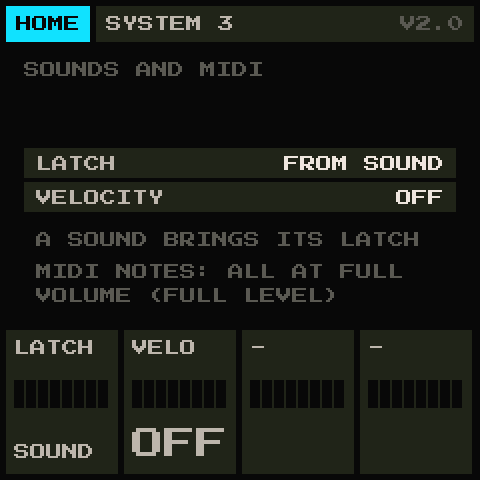 HOME SYSTEM 3 V2.0
SOUNDS AND MIDI
LATCH FROM SOUND
VELOCITY OFF
A SOUND BRINGS ITS LATCH
MIDI NOTES: ALL AT FULL
VOLUME (FULL LEVEL)
LATCH VELO - -
SOUND OFF